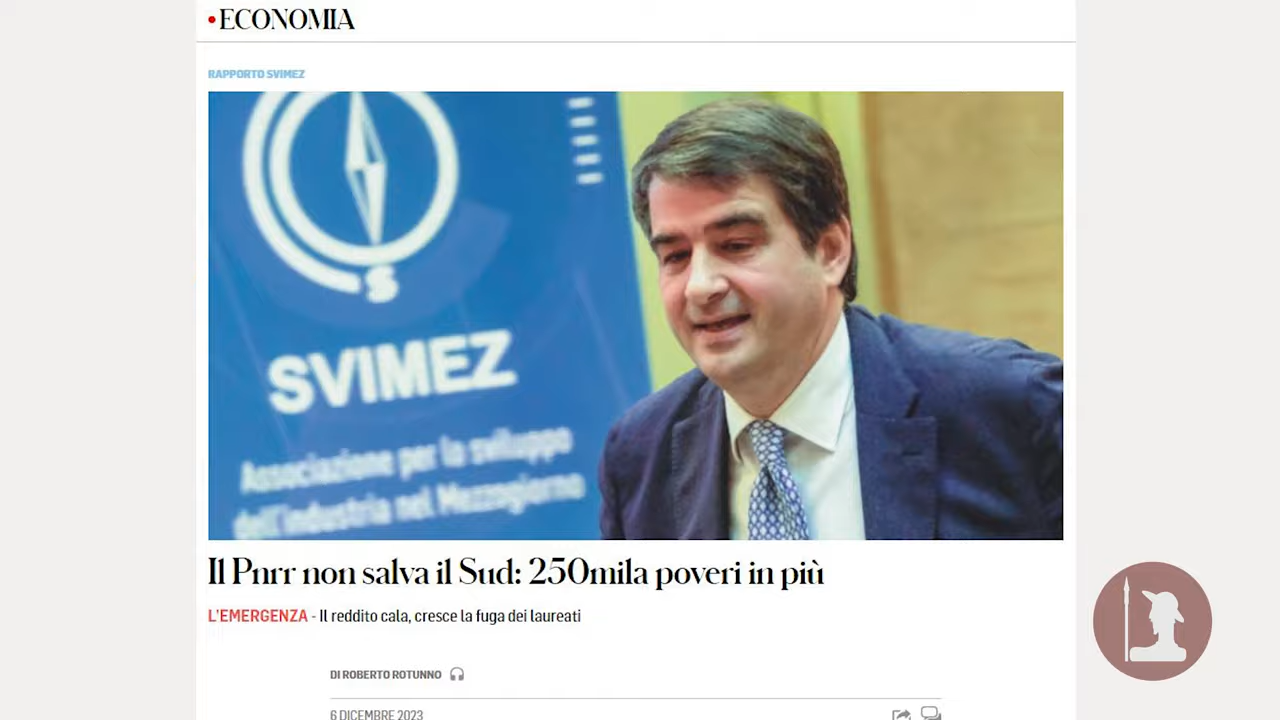 ECONOMIA
RAPPORTO SVIMEZ
S
SVIMEZ
Associazione per lo sviluppo
dell'industria nel Mezzogiorno
Il Pnrr non salva il Sud: 250mila poveri in più
L'EMERGENZA - Il reddito cala, cresce la fuga dei laureati
DI ROBERTO ROTUNNO
6 DICEMBRE 2023